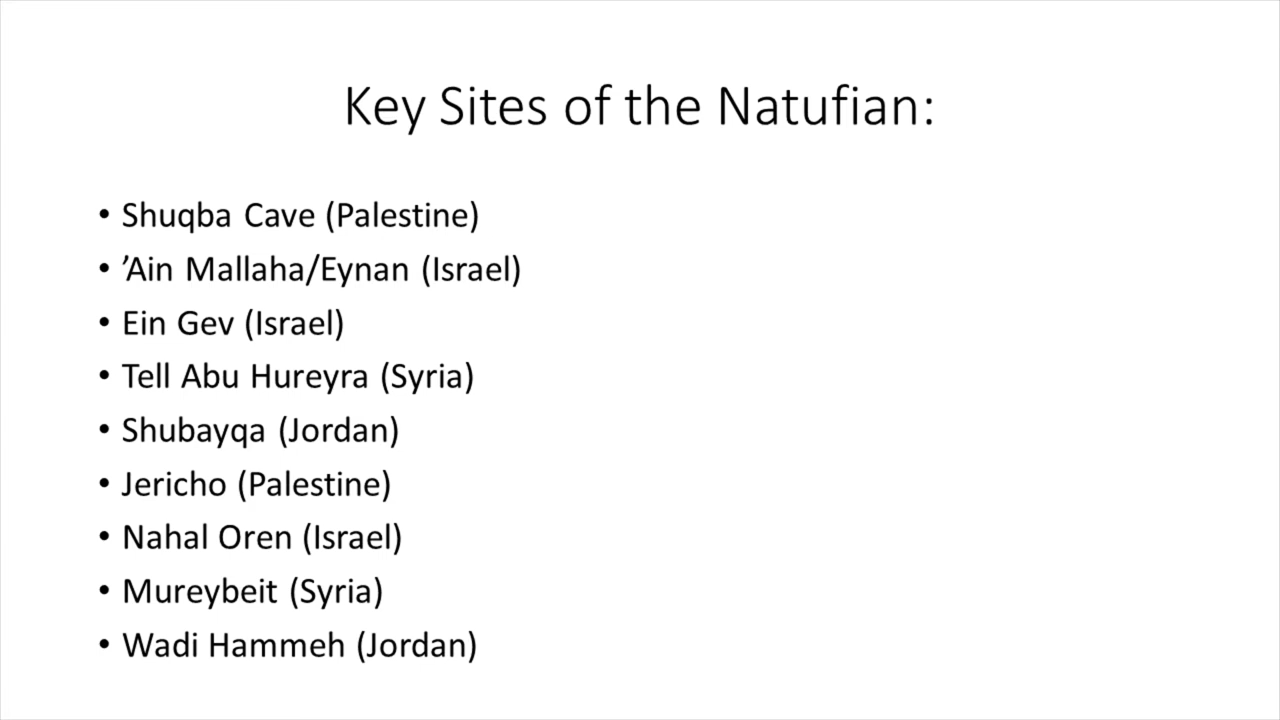 Key Sites of the Natufian:
• Shuqba Cave (Palestine)
• ’Ain Mallaha/Eynan (Israel)
• Ein Gev (Israel)
• Tell Abu Hureyra (Syria)
• Shubayqa (Jordan)
• Jericho (Palestine)
• Nahal Oren (Israel)
• Mureybeit (Syria)
• Wadi Hammeh (Jordan)